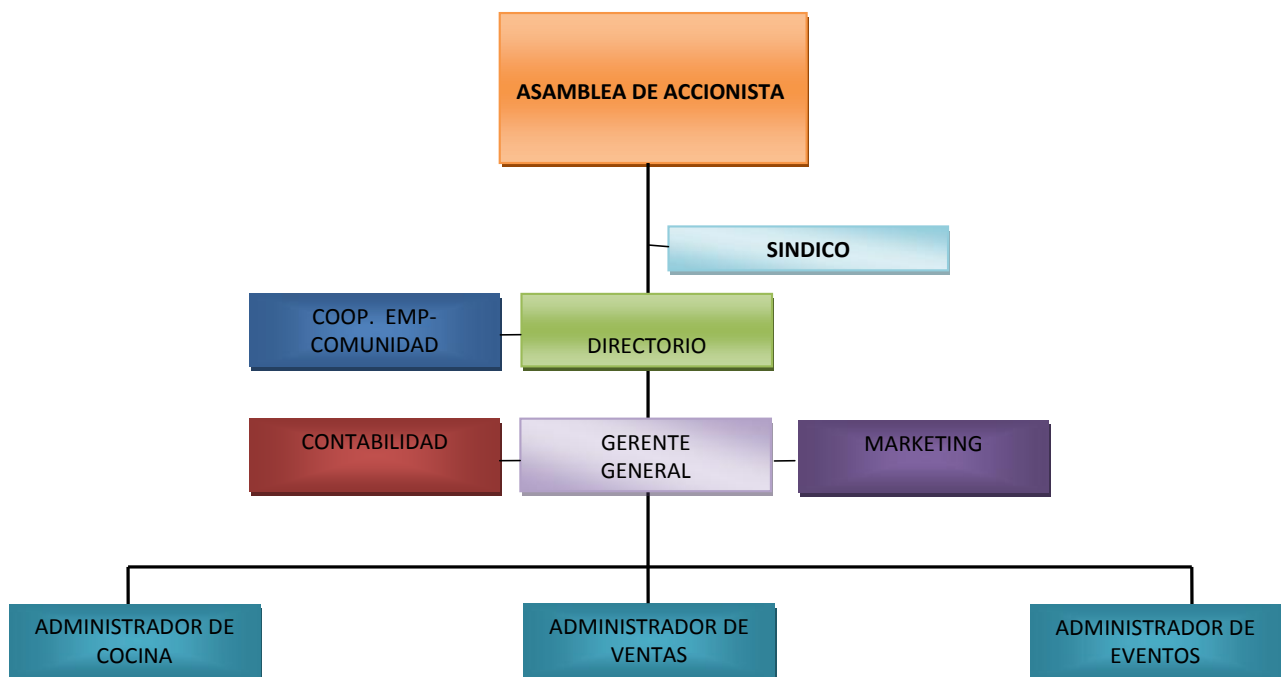 ASAMBLEA DE ACCIONISTA
SINDICO
COOP. EMP-
COMUNIDAD
DIRECTORIO
CONTABILIDAD
GERENTE
GENERAL
MARKETING
ADMINISTRADOR DE
COCINA
ADMINISTRADOR DE
VENTAS
ADMINISTRADOR DE
EVENTOS